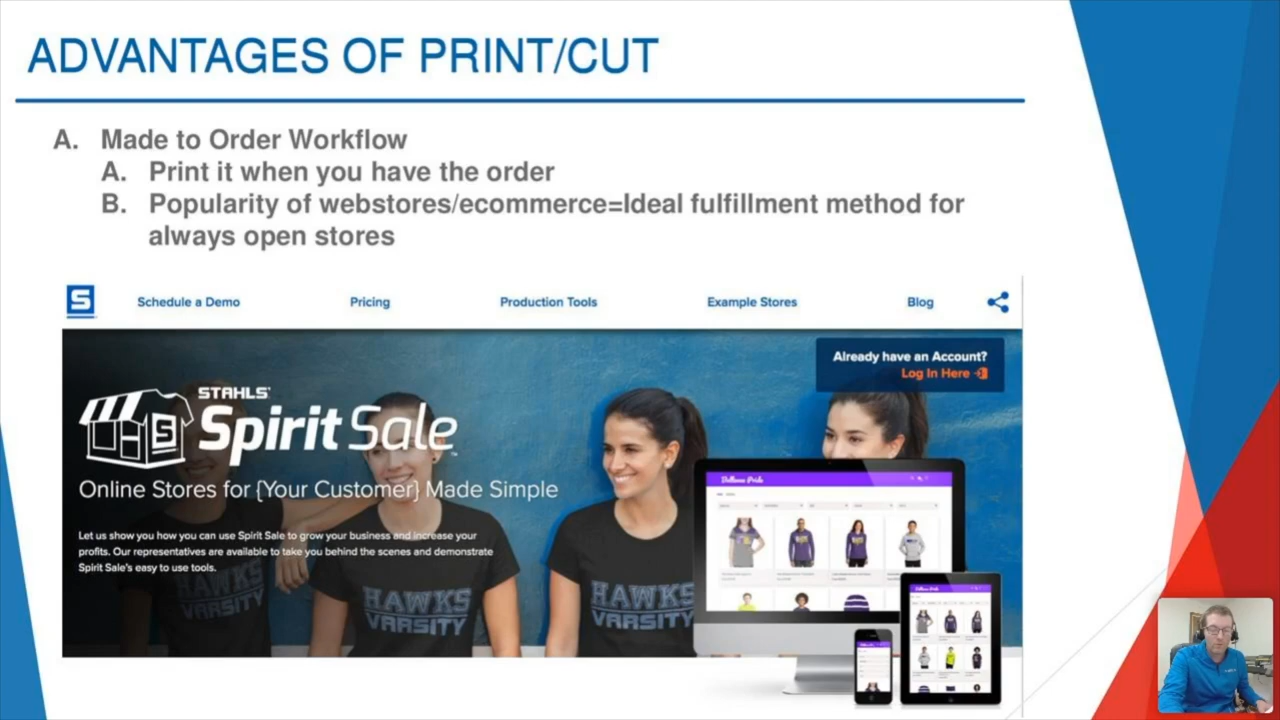 ADVANTAGES OF PRINT/CUT
A. Made to Order Workflow
A. Print it when you have the order
B. Popularity of webstores/ecommerce=Ideal fulfillment method for
always open stores
S
Schedule a Demo
Pricing
Production Tools
Example Stores
Blog
Already have an Account?
Log In Here
STAHLS'
S
Spirit Sale
Online Stores for {Your Customer} Made Simple
Let us show you how you can use Spirit Sale to grow your business and increase your
profits. Our representatives are available to take you behind the scenes and demonstrate
Spirit Sale's easy to use tools.
HAWKS
VARSITY
HAWKS
VARSITY
HAWKS
VARSITY